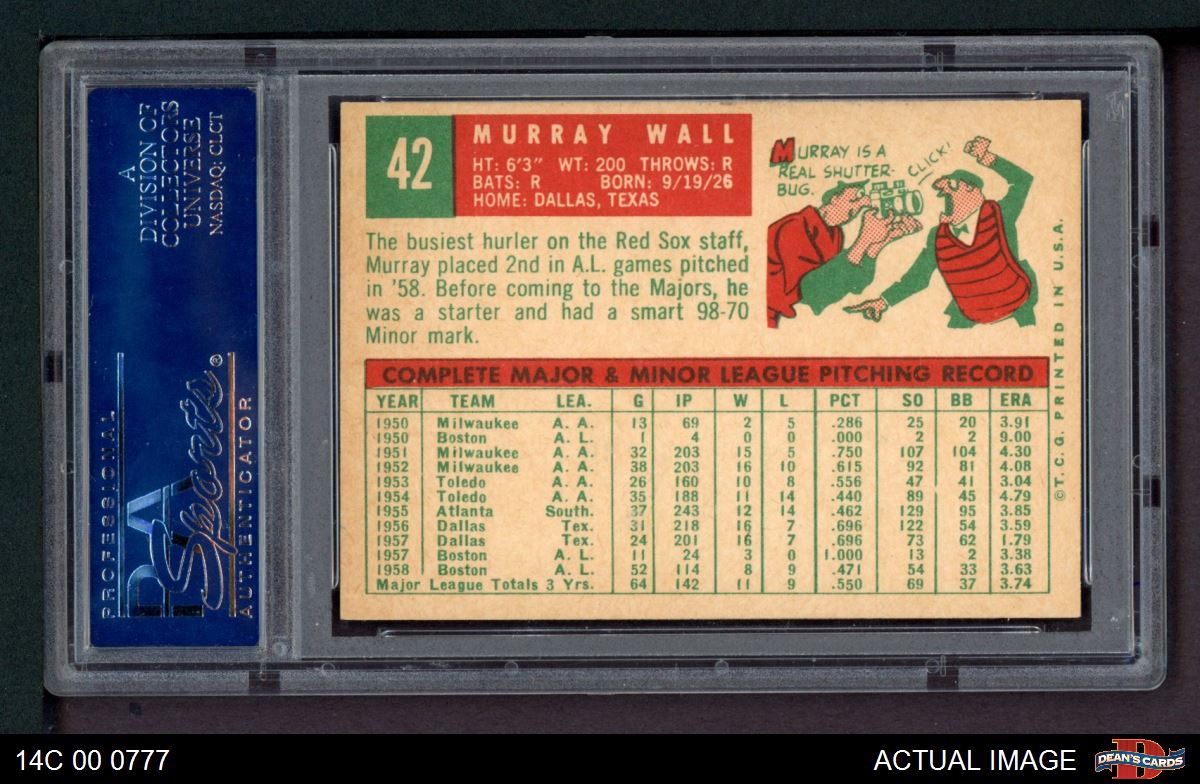 A
DIVISION OF
COLLECTORS
UNIVERSE
NASDAQ: CLCT
PROFESSIONAL
PSA
Sports®
AUTHENTICATOR
42
MURRAY WALL
HT: 6'3" WT: 200 THROWS: R
BATS: R BORN: 9/19/26
HOME: DALLAS, TEXAS
MURRAY IS A
REAL SHUTTER-
BUG.
CLICK!
The busiest hurler on the Red Sox staff,
Murray placed 2nd in A.L. games pitched
in '58. Before coming to the Majors, he
was a starter and had a smart 98-70
Minor mark.
COMPLETE MAJOR & MINOR LEAGUE PITCHING RECORD
YEAR TEAM LEA. G IP W L PCT SO BB ERA
1950 Milwaukee A. A. 13 69 2 5 .286 25 20 3.91
1950 Boston A. L. 1 4 0 0 .000 2 2 9.00
1951 Milwaukee A. A. 32 203 15 5 .750 107 104 4.30
1952 Milwaukee A. A. 38 203 16 10 .615 92 81 4.08
1953 Toledo A. A. 26 160 10 8 .556 47 41 3.04
1954 Toledo A. A. 35 188 11 14 .440 89 45 4.79
1955 Atlanta South. 37 243 12 14 .462 129 95 3.85
1956 Dallas Tex. 31 218 16 7 .696 122 54 3.59
1957 Dallas Tex. 24 201 16 7 .696 73 62 1.79
1957 Boston A. L. 11 24 3 0 1.000 13 2 3.38
1958 Boston A. L. 52 114 8 9 .471 54 33 3.63
Major League Totals 3 Yrs. 64 142 11 9 .550 69 37 3.74
©T. C. G. PRINTED IN U.S.A.
14C 00 0777
ACTUAL IMAGE
D
DEAN'S CARDS